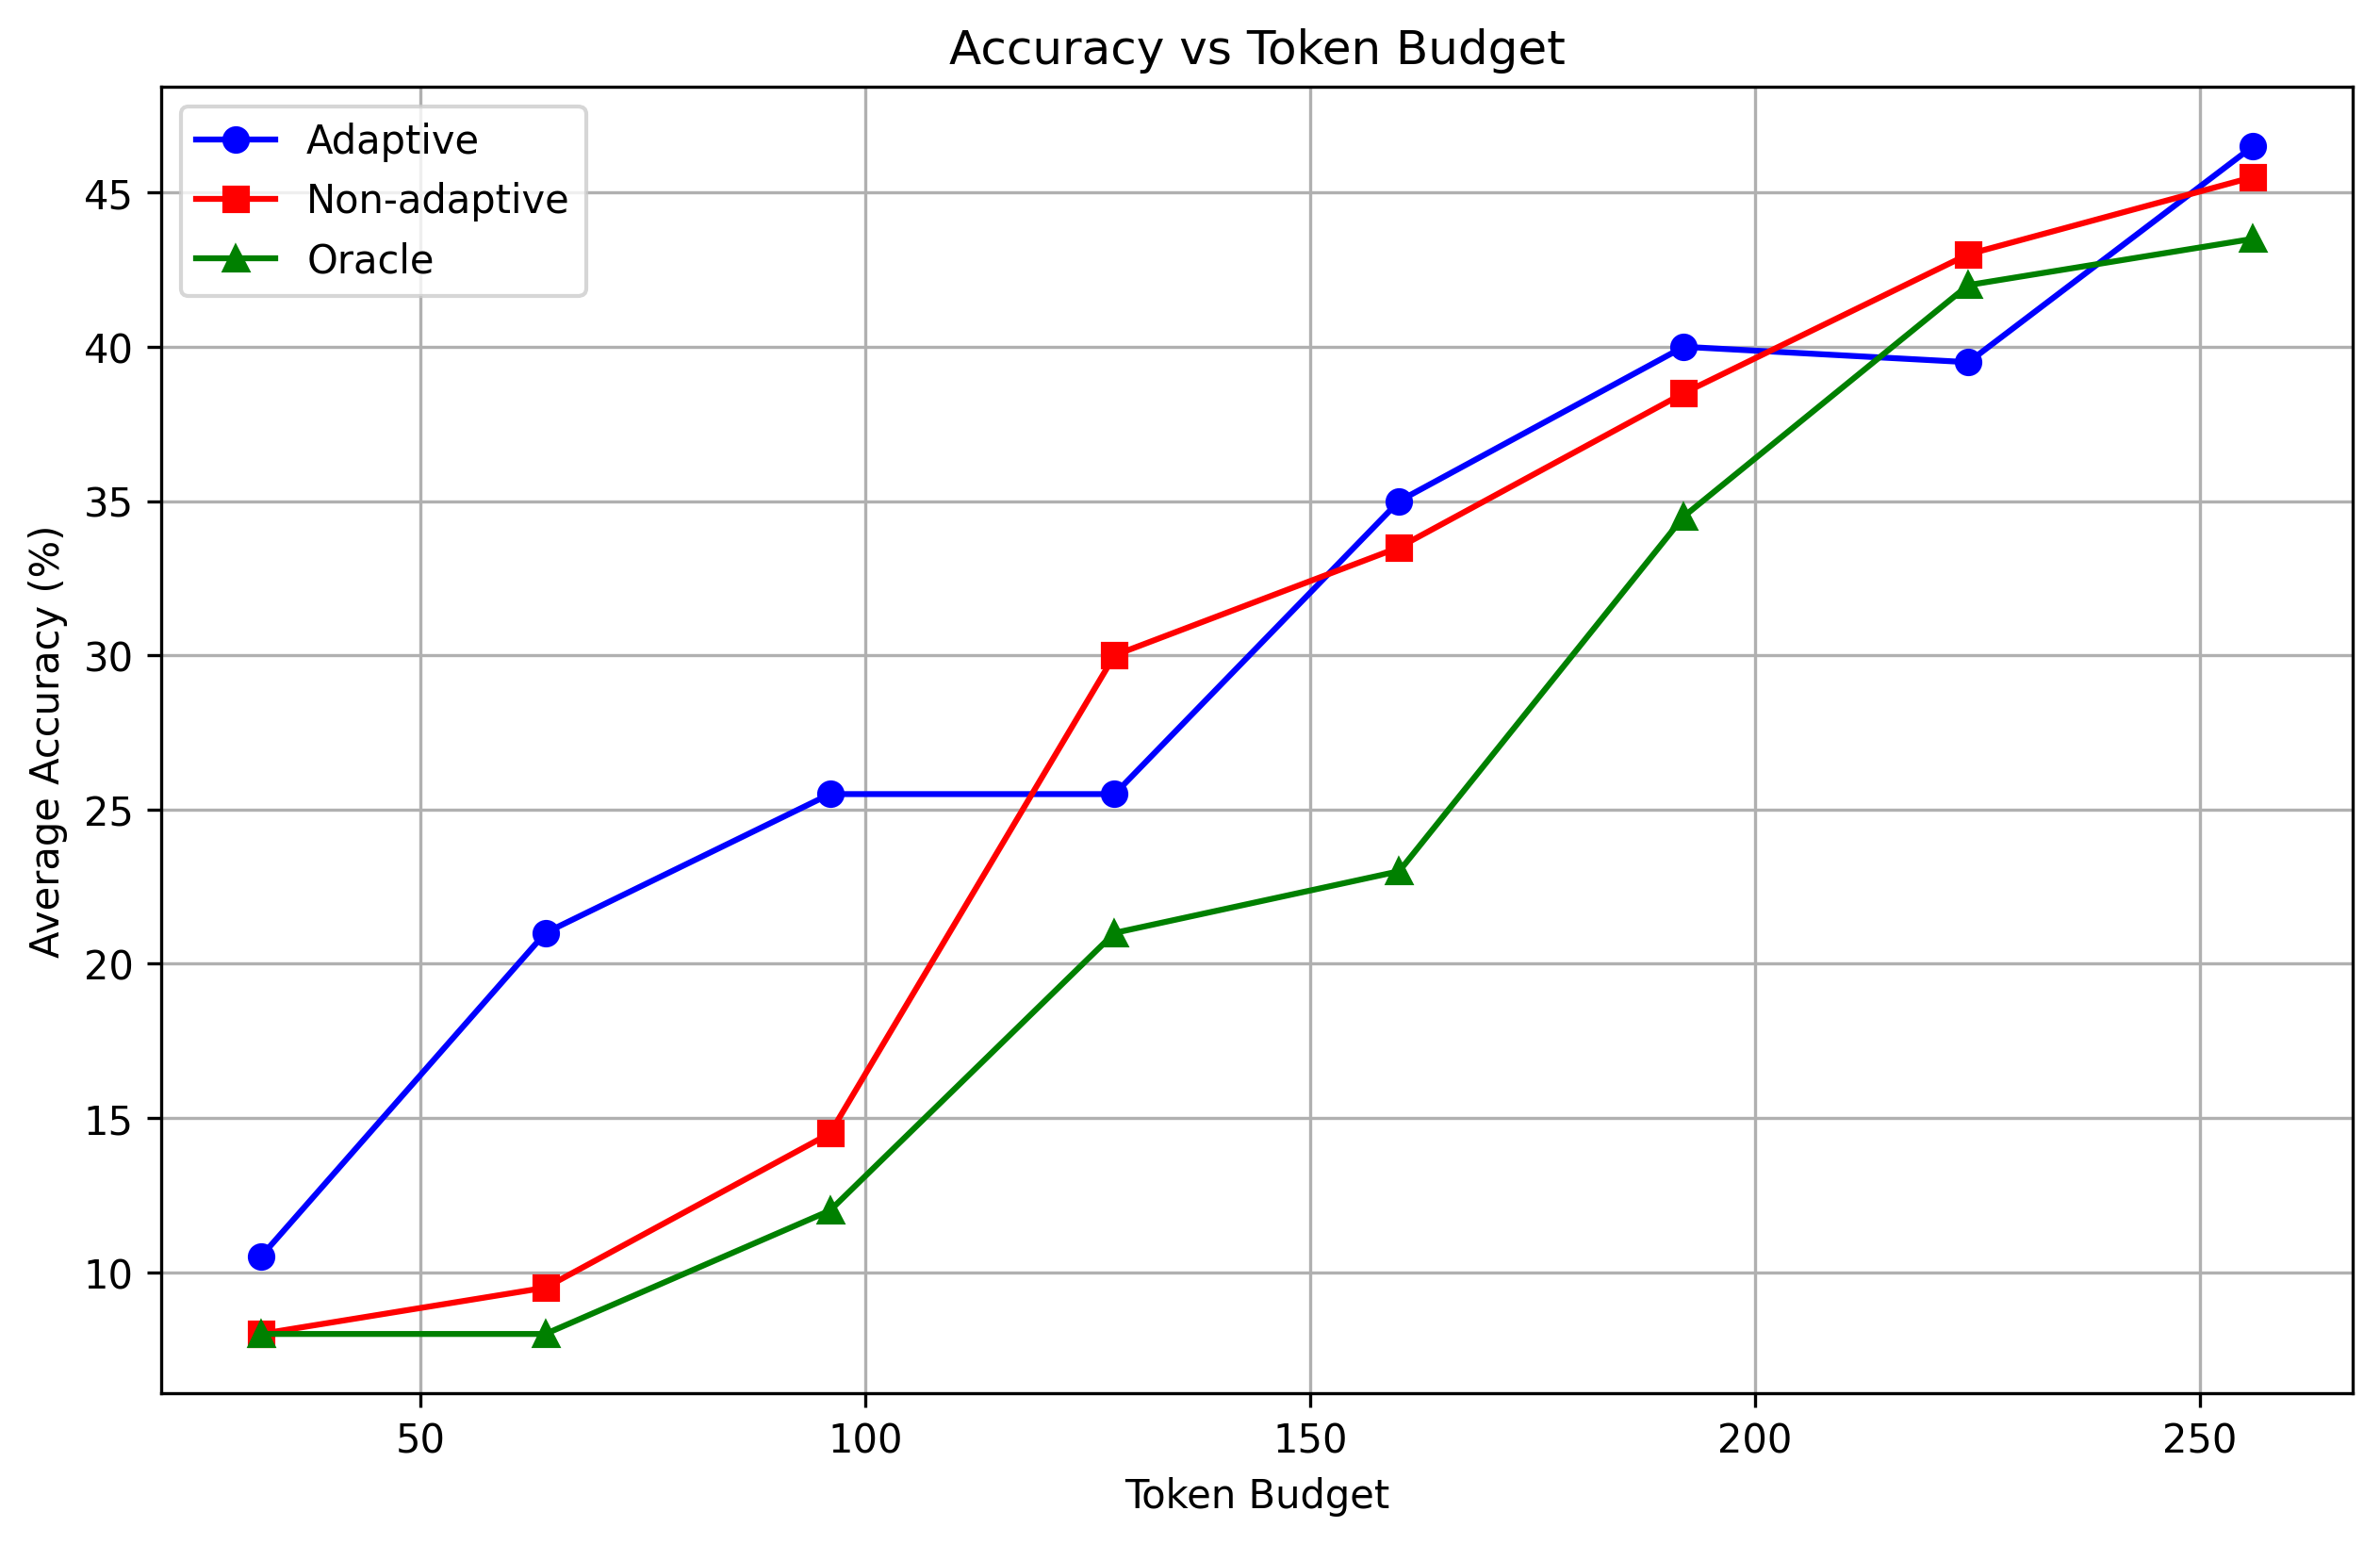 Accuracy vs Token Budget
Adaptive
Non-adaptive
Oracle
Average Accuracy (%)
45
40
35
30
25
20
15
10
50 100 150 200 250
Token Budget